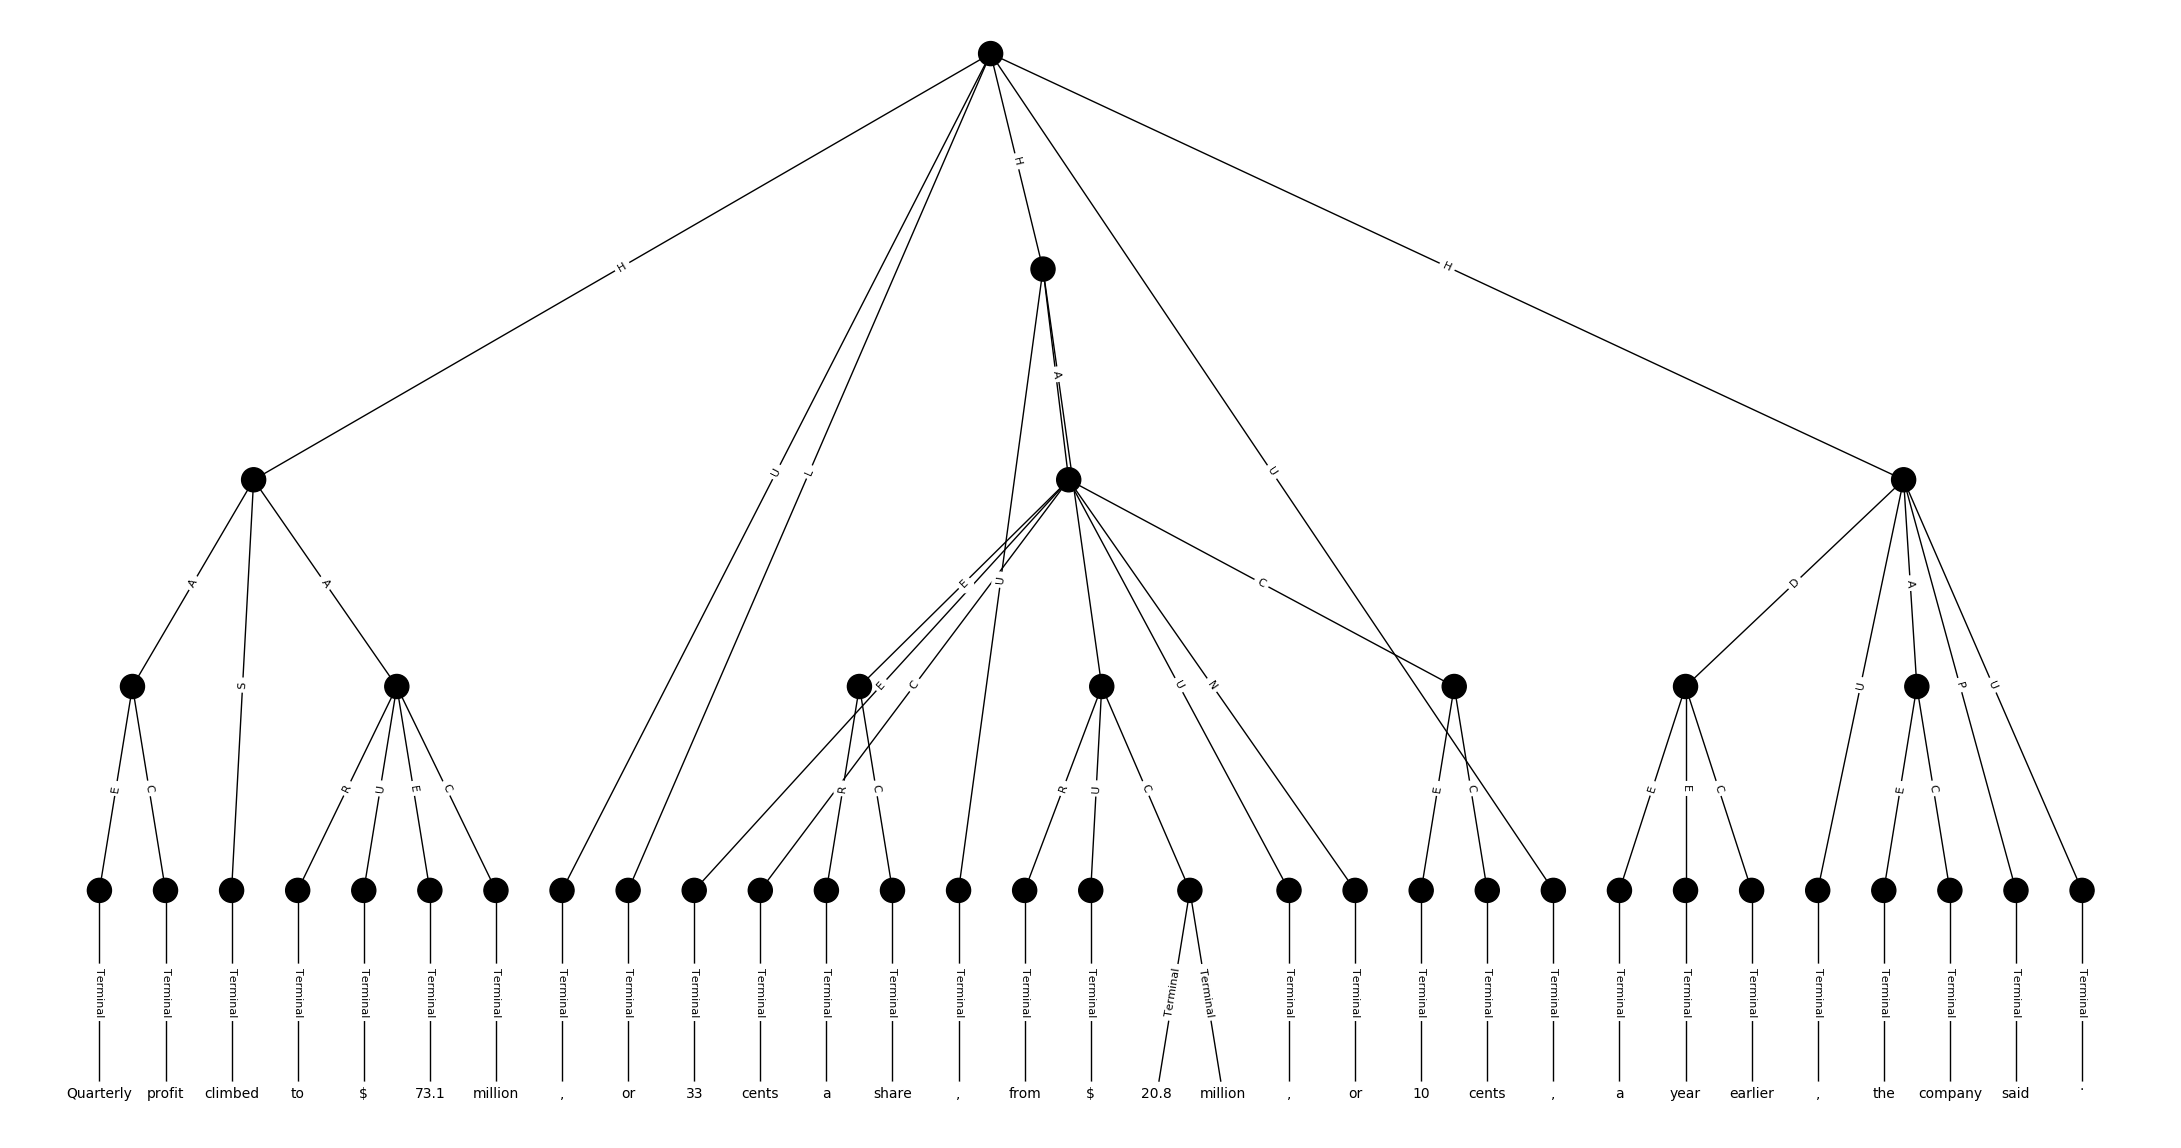 H
H
H
A
U
L
U
A
S
A
E
U
C
D
U
A
P
U
E
C
U
N
E
C
R
U
E
C
R
C
R
U
C
E
C
E
E
C
E
C
Terminal Terminal Terminal Terminal Terminal Terminal Terminal Terminal Terminal Terminal Terminal Terminal Terminal Terminal Terminal Terminal Terminal Terminal Terminal Terminal Terminal Terminal Terminal Terminal Terminal Terminal Terminal Terminal Terminal Terminal Terminal
Quarterly profit climbed to $ 73.1 million , or 33 cents a share , from $ 20.8 million , or 10 cents , a year earlier , the company said .